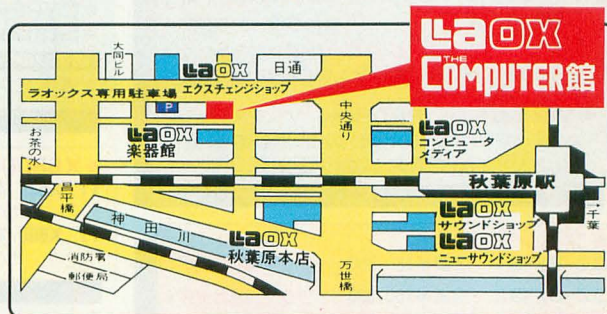 LaOX
THE
COMPUTER館
大同ビル
LaOX
エクスチェンジショップ
日通
ラオックス専用駐車場
P
中央通り
お茶の水
LaOX
楽器館
LaOX
コンピュータ
メディア
秋葉原駅
昌平橋
千葉
神田川
LaOX
秋葉原本店
LaOX
サウンドショップ
LaOX
ニューサウンドショップ
消防署
郵便局
万世橋